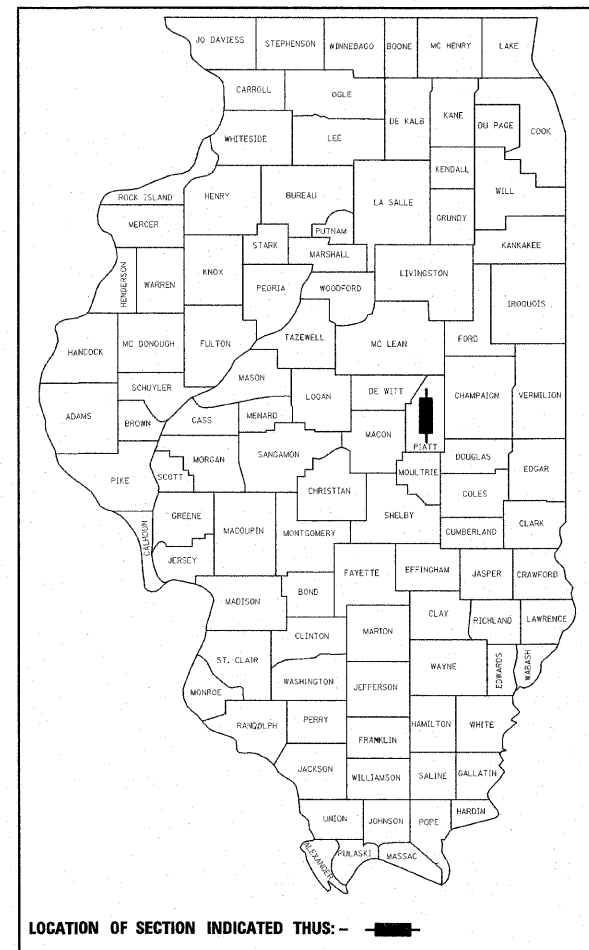 JO DAVIESS
STEPHENSON
WINNEBAGO
BOONE
MC HENRY
LAKE
CARROLL
OGLE
DE KALB
KANE
DU PAGE
COOK
WHITESIDE
LEE
KENDALL
WILL
ROCK ISLAND
HENRY
BUREAU
LA SALLE
GRUNDY
MERCER
PUTNAM
KANKAKEE
STARK
MARSHALL
HENDERSON
WARREN
KNOX
PEORIA
WOODFORD
LIVINGSTON
IROQUOIS
HANCOCK
MC DONOUGH
FULTON
TAZEWELL
MC LEAN
FORD
SCHUYLER
MASON
LOGAN
DE WITT
CHAMPAIGN
VERMILION
ADAMS
BROWN
CASS
MENARD
MACON
PIATT
MORGAN
SANGAMON
DOUGLAS
EDGAR
PIKE
SCOTT
CHRISTIAN
MOULTRIE
COLES
GREENE
MACOUPIN
MONTGOMERY
SHELBY
CUMBERLAND
CLARK
CALHOUN
JERSEY
FAYETTE
EFFINGHAM
JASPER
CRAWFORD
MADISON
BOND
CLAY
RICHLAND
LAWRENCE
CLINTON
MARION
ST. CLAIR
WAYNE
EDWARDS
WABASH
WASHINGTON
JEFFERSON
MONROE
RANDOLPH
PERRY
HAMILTON
WHITE
FRANKLIN
JACKSON
WILLIAMSON
SALINE
GALLATIN
UNION
JOHNSON
POPE
HARDIN
ALEXANDER
PULASKI
MASSAC
LOCATION OF SECTION INDICATED THUS: -